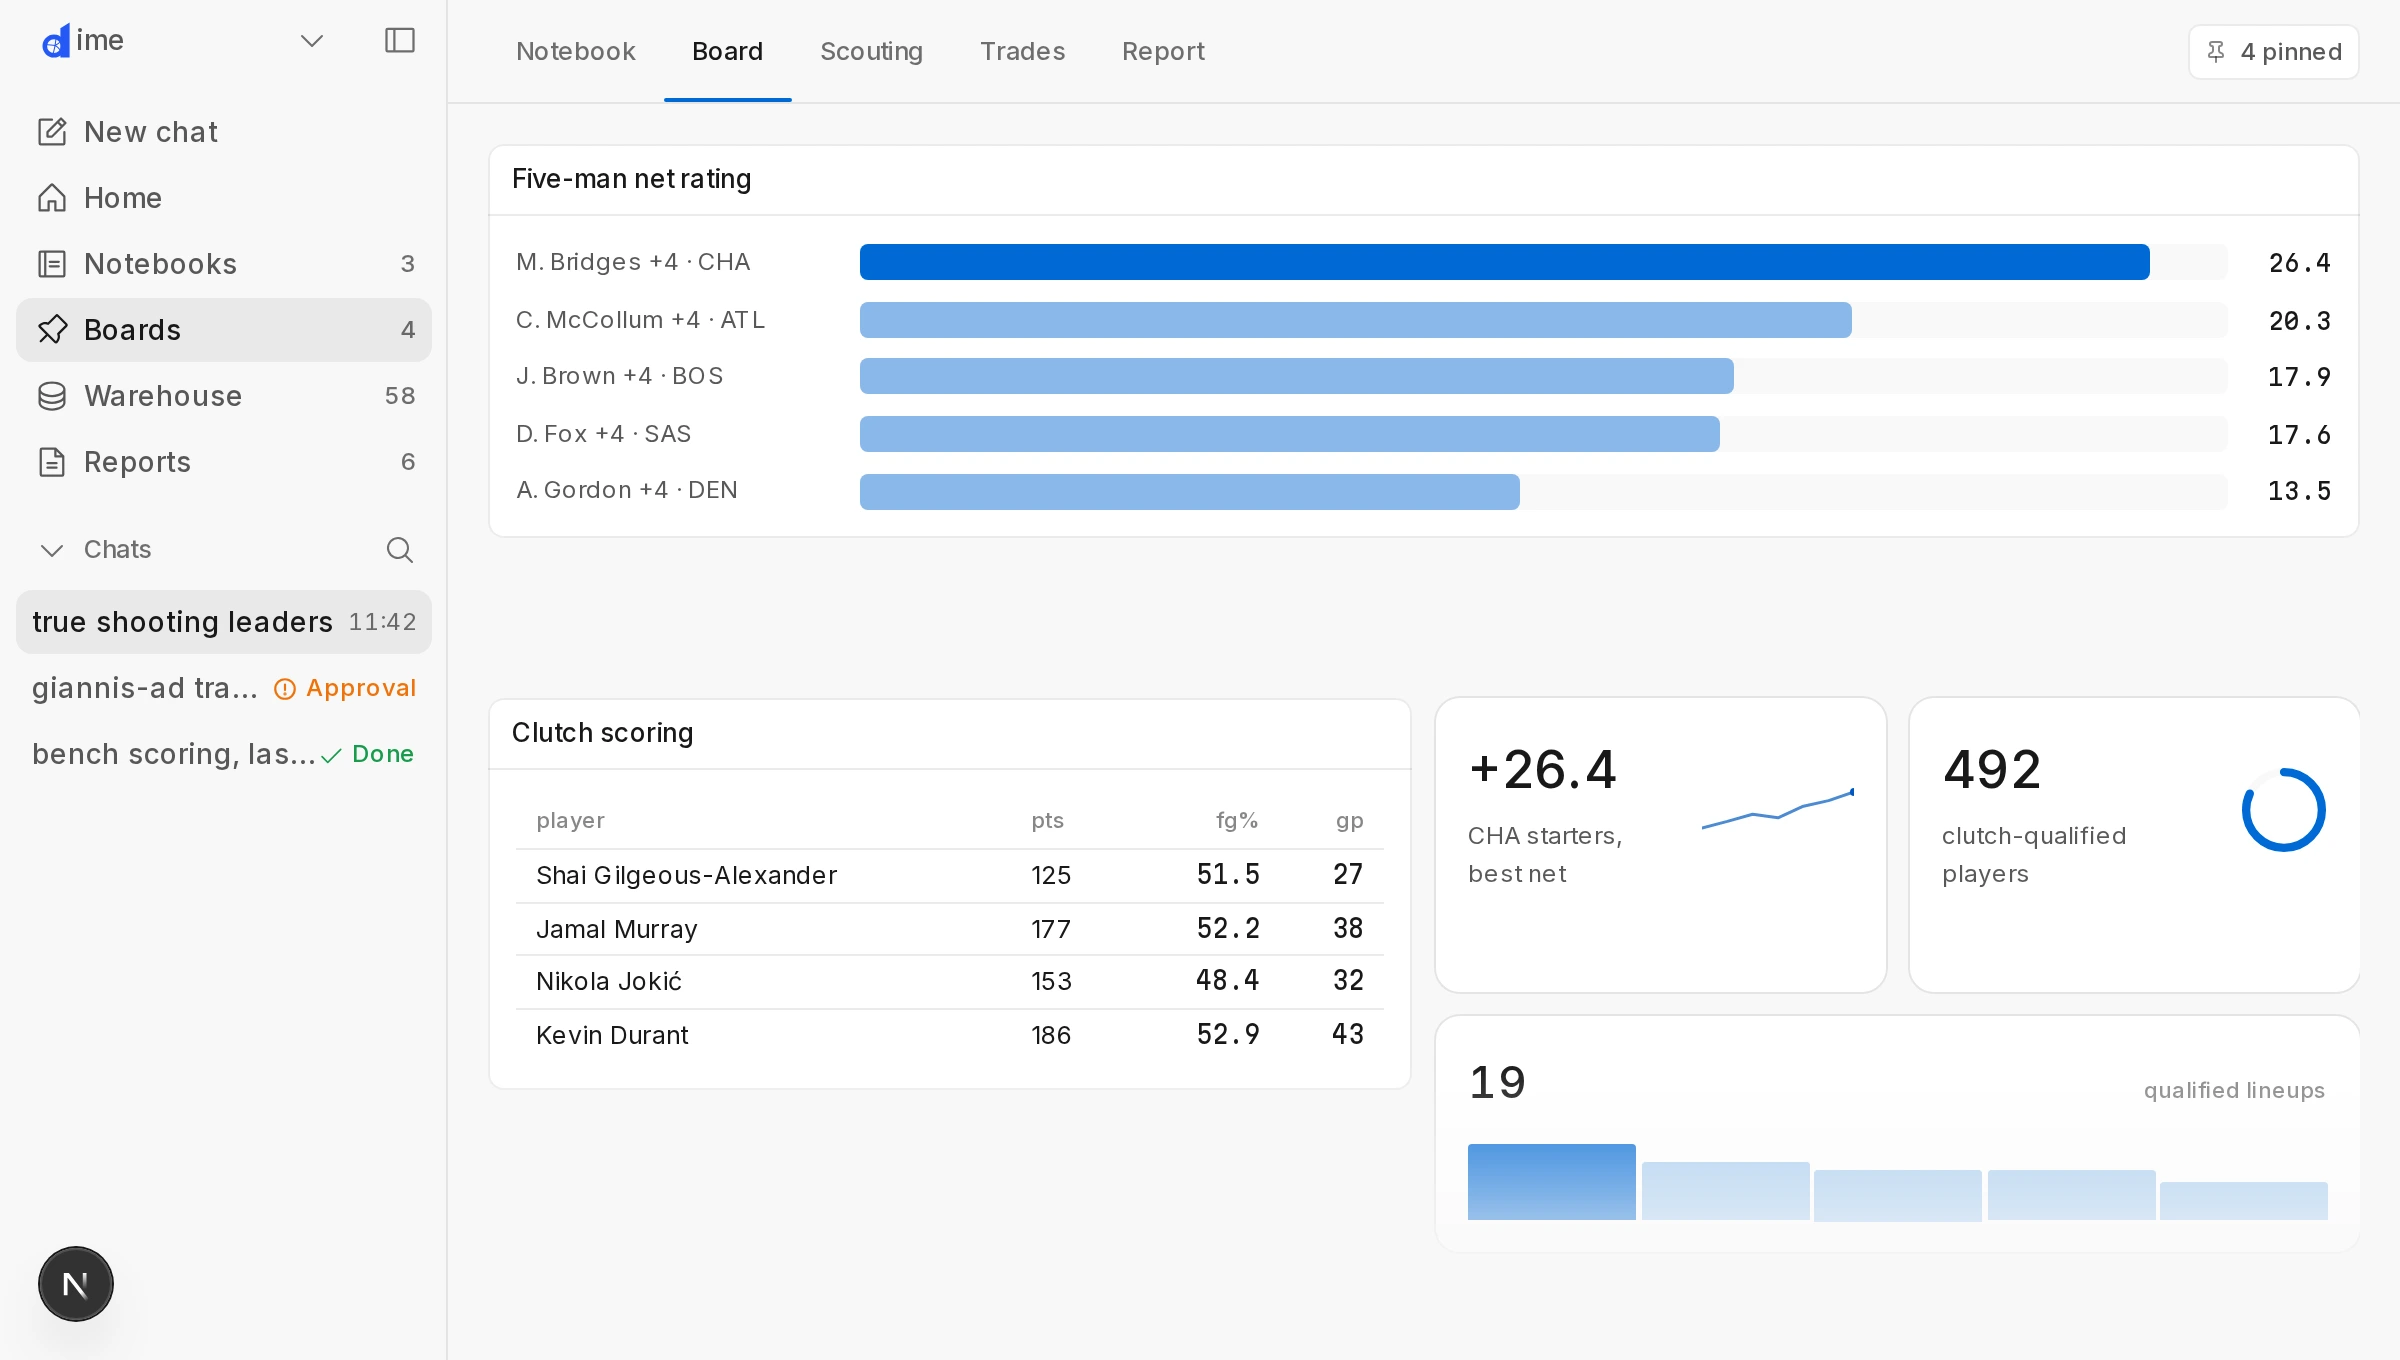 dime
Notebook Board Scouting Trades Report
4 pinned
New chat
Home
Notebooks 3
Boards 4
Warehouse 58
Reports 6
Chats
true shooting leaders 11:42
giannis-ad tra... Approval
bench scoring, las... Done
N
Five-man net rating
M. Bridges +4 · CHA 26.4
C. McCollum +4 · ATL 20.3
J. Brown +4 · BOS 17.9
D. Fox +4 · SAS 17.6
A. Gordon +4 · DEN 13.5
Clutch scoring
player pts fg% gp
Shai Gilgeous-Alexander 125 51.5 27
Jamal Murray 177 52.2 38
Nikola Jokić 153 48.4 32
Kevin Durant 186 52.9 43
+26.4
CHA starters,
best net
492
clutch-qualified
players
19
qualified lineups